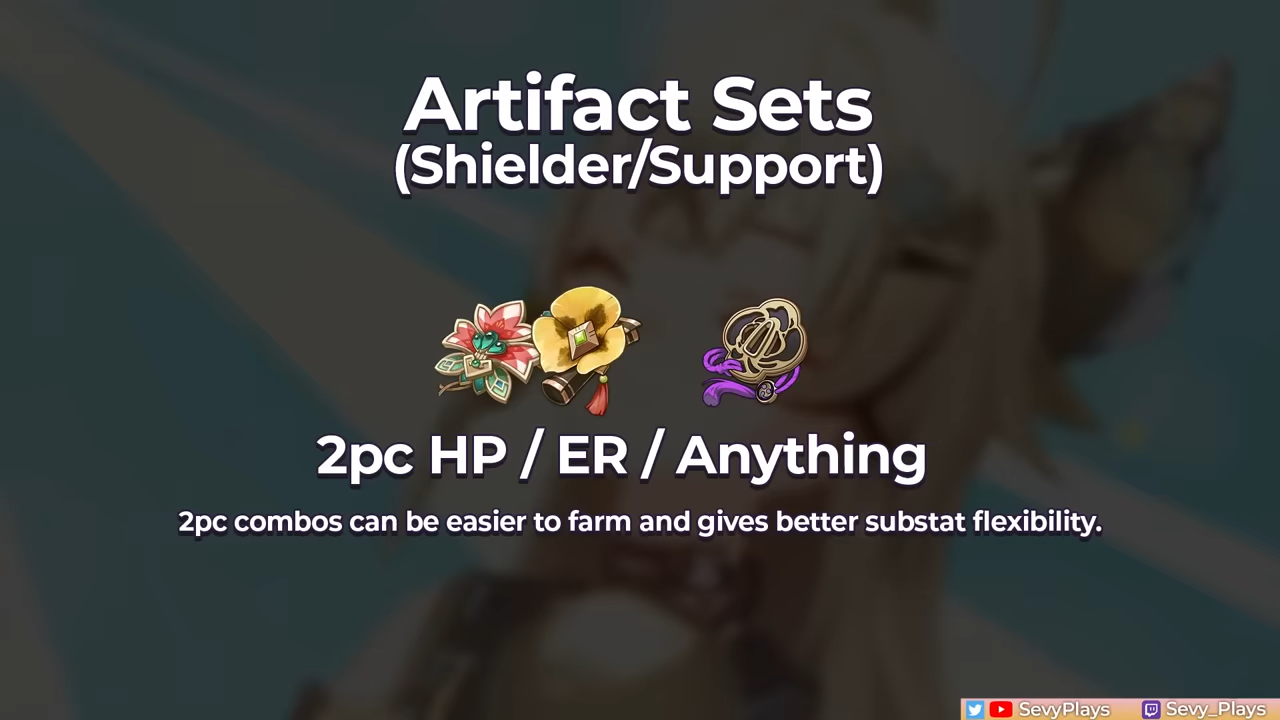 Artifact Sets
(Shielder/Support)
2pc HP / ER / Anything
2pc combos can be easier to farm and gives better substat flexibility.
SevyPlays Sevy_Plays